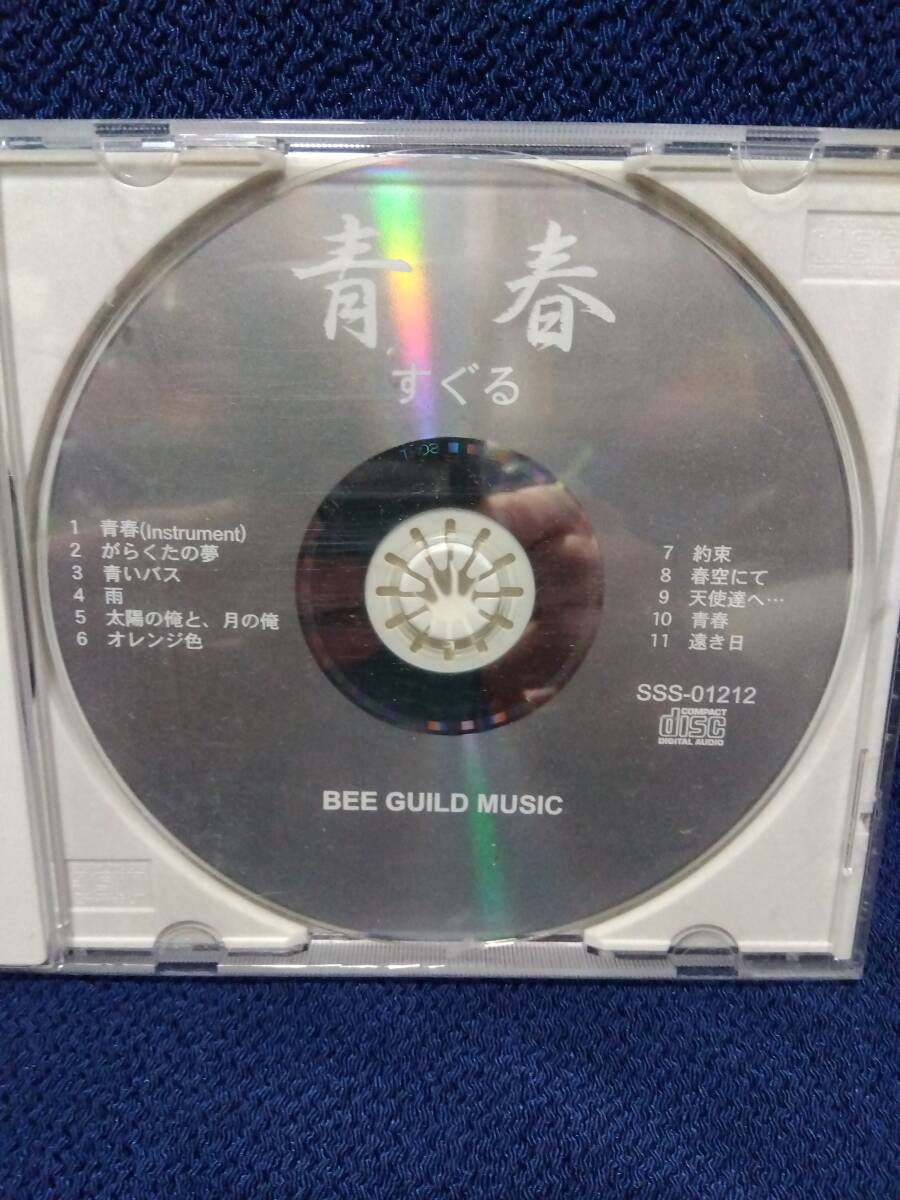 青春
すぐる
1 青春(Instrument)
2 がらくたの夢
3 青いバス
4 雨
5 太陽の俺と、月の俺
6 オレンジ色
7 約束
8 春空にて
9 天使達へ…
10 青春
11 遠き日
SSS-01212
COMPACT
disc
DIGITAL AUDIO
BEE GUILD MUSIC